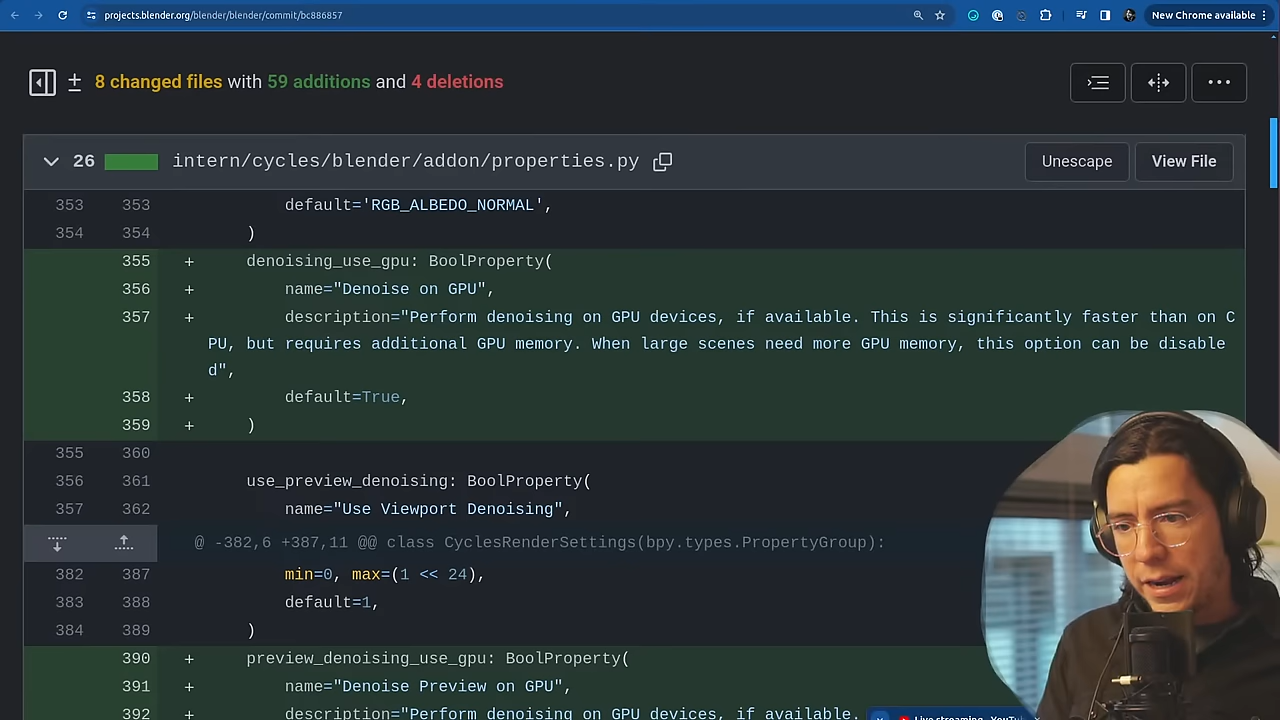 projects.blender.org/blender/blender/commit/bc886857
New Chrome available
8 changed files with 59 additions and 4 deletions
26 intern/cycles/blender/addon/properties.py Unescape View File
353 353 default='RGB_ALBEDO_NORMAL',
354 354 )
355 + denoising_use_gpu: BoolProperty(
356 + name="Denoise on GPU",
357 + description="Perform denoising on GPU devices, if available. This is significantly faster than on C
PU, but requires additional GPU memory. When large scenes need more GPU memory, this option can be disable
d",
358 + default=True,
359 + )
355 360
356 361 use_preview_denoising: BoolProperty(
357 362 name="Use Viewport Denoising",
@ -382,6 +387,11 @@ class CyclesRenderSettings(bpy.types.PropertyGroup):
382 387 min=0, max=(1 << 24),
383 388 default=1,
384 389 )
390 + preview_denoising_use_gpu: BoolProperty(
391 + name="Denoise Preview on GPU",
392 + description="Perform denoising on GPU devices, if available.
Live streaming - YouTu